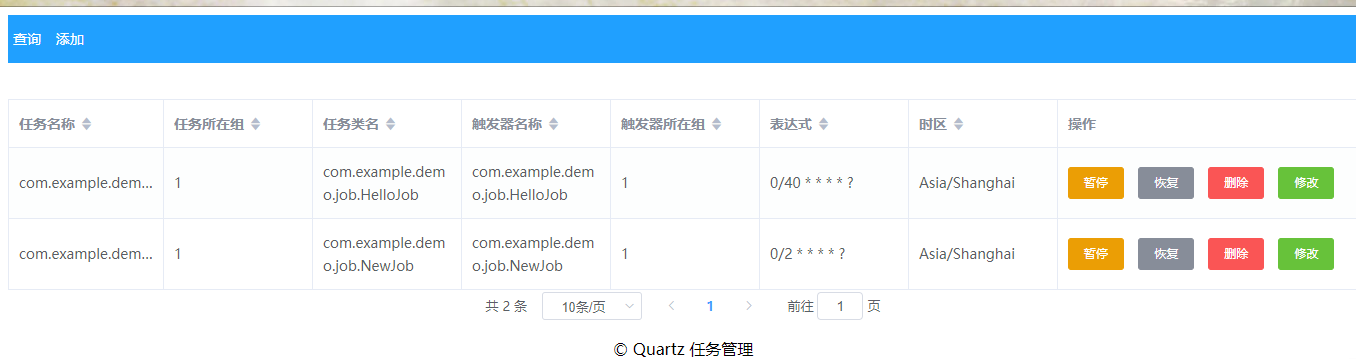 查询 添加
任务名称 任务所在组 任务类名 触发器名称 触发器所在组 表达式 时区 操作
com.example.dem... 1 com.example.dem com.example.dem 1 0/40 * * * * ? Asia/Shanghai 暂停 恢复 删除 修改
o.job.HelloJob o.job.HelloJob
com.example.dem... 1 com.example.dem com.example.dem 1 0/2 * * * * ? Asia/Shanghai 暂停 恢复 删除 修改
o.job.NewJob o.job.NewJob
共 2 条 10条/页 1 前往 1 页
© Quartz 任务管理